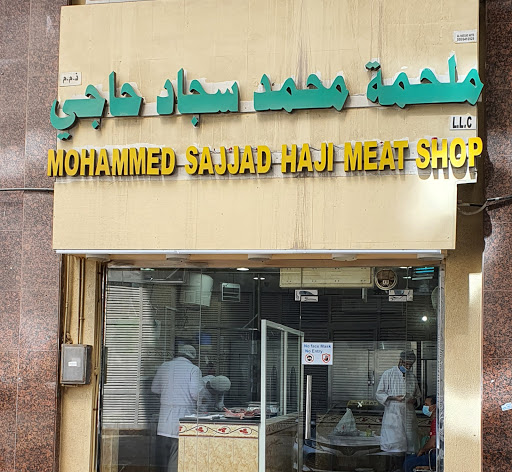 ملحمة محمد سجاد حاجي
ذ.م.م
L.L.C
MOHAMMED SAJJAD HAJI MEAT SHOP
No Face Mask
No Entry